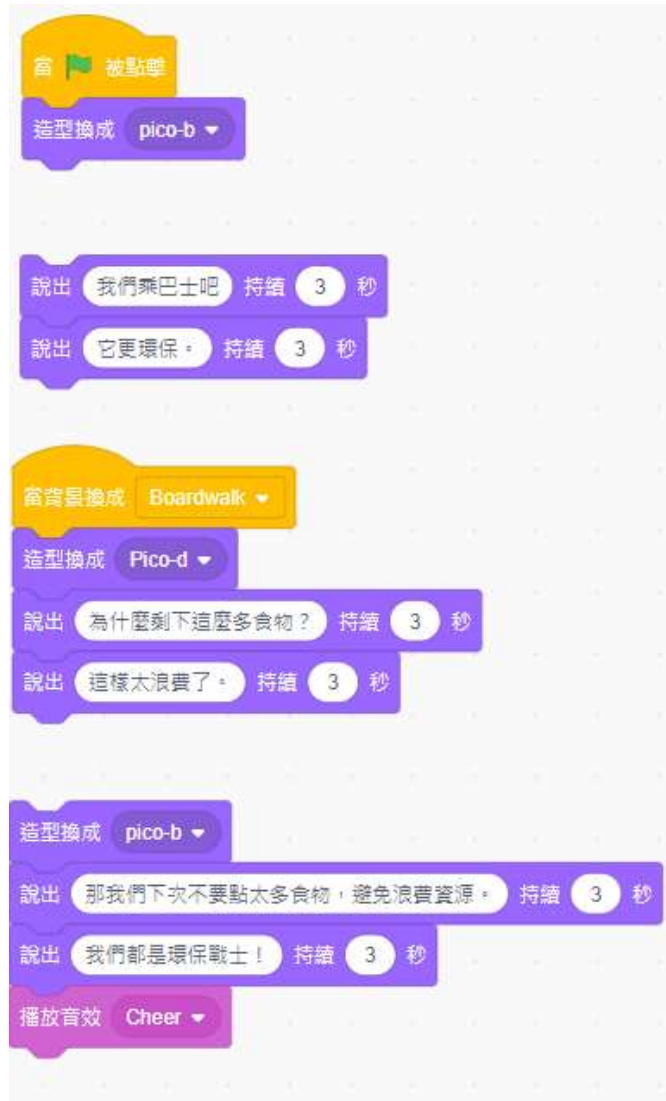 當 被點擊
造型換成 pico-b
說出 我們乘巴士吧 持續 3 秒
說出 它更環保。 持續 3 秒
當背景換成 Boardwalk
造型換成 Pico-d
說出 為什麼剩下這麼多食物？ 持續 3 秒
說出 這樣太浪費了。 持續 3 秒
造型換成 pico-b
說出 那我們下次不要點太多食物，避免浪費資源。 持續 3 秒
說出 我們都是環保戰士！ 持續 3 秒
播放音效 Cheer